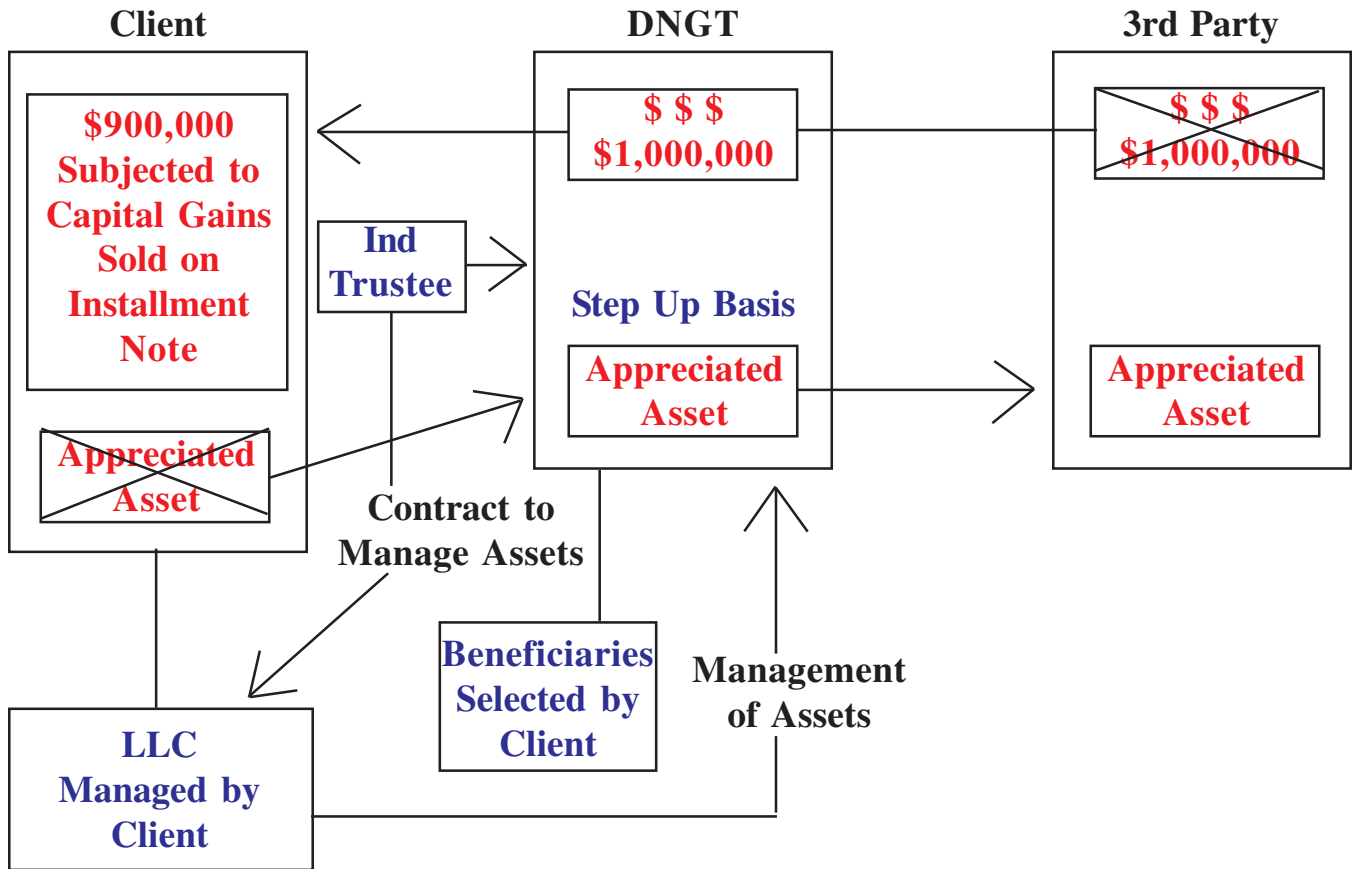 Client
DNGT
3rd Party
$900,000
Subjected to
Capital Gains
Sold on
Installment
Note
$ $ $
$1,000,000
$ $ $
$1,000,000
Ind
Trustee
Step Up Basis
Appreciated
Asset
Appreciated
Asset
Appreciated
Asset
Contract to
Manage Assets
Beneficiaries
Selected by
Client
Management
of Assets
LLC
Managed by
Client